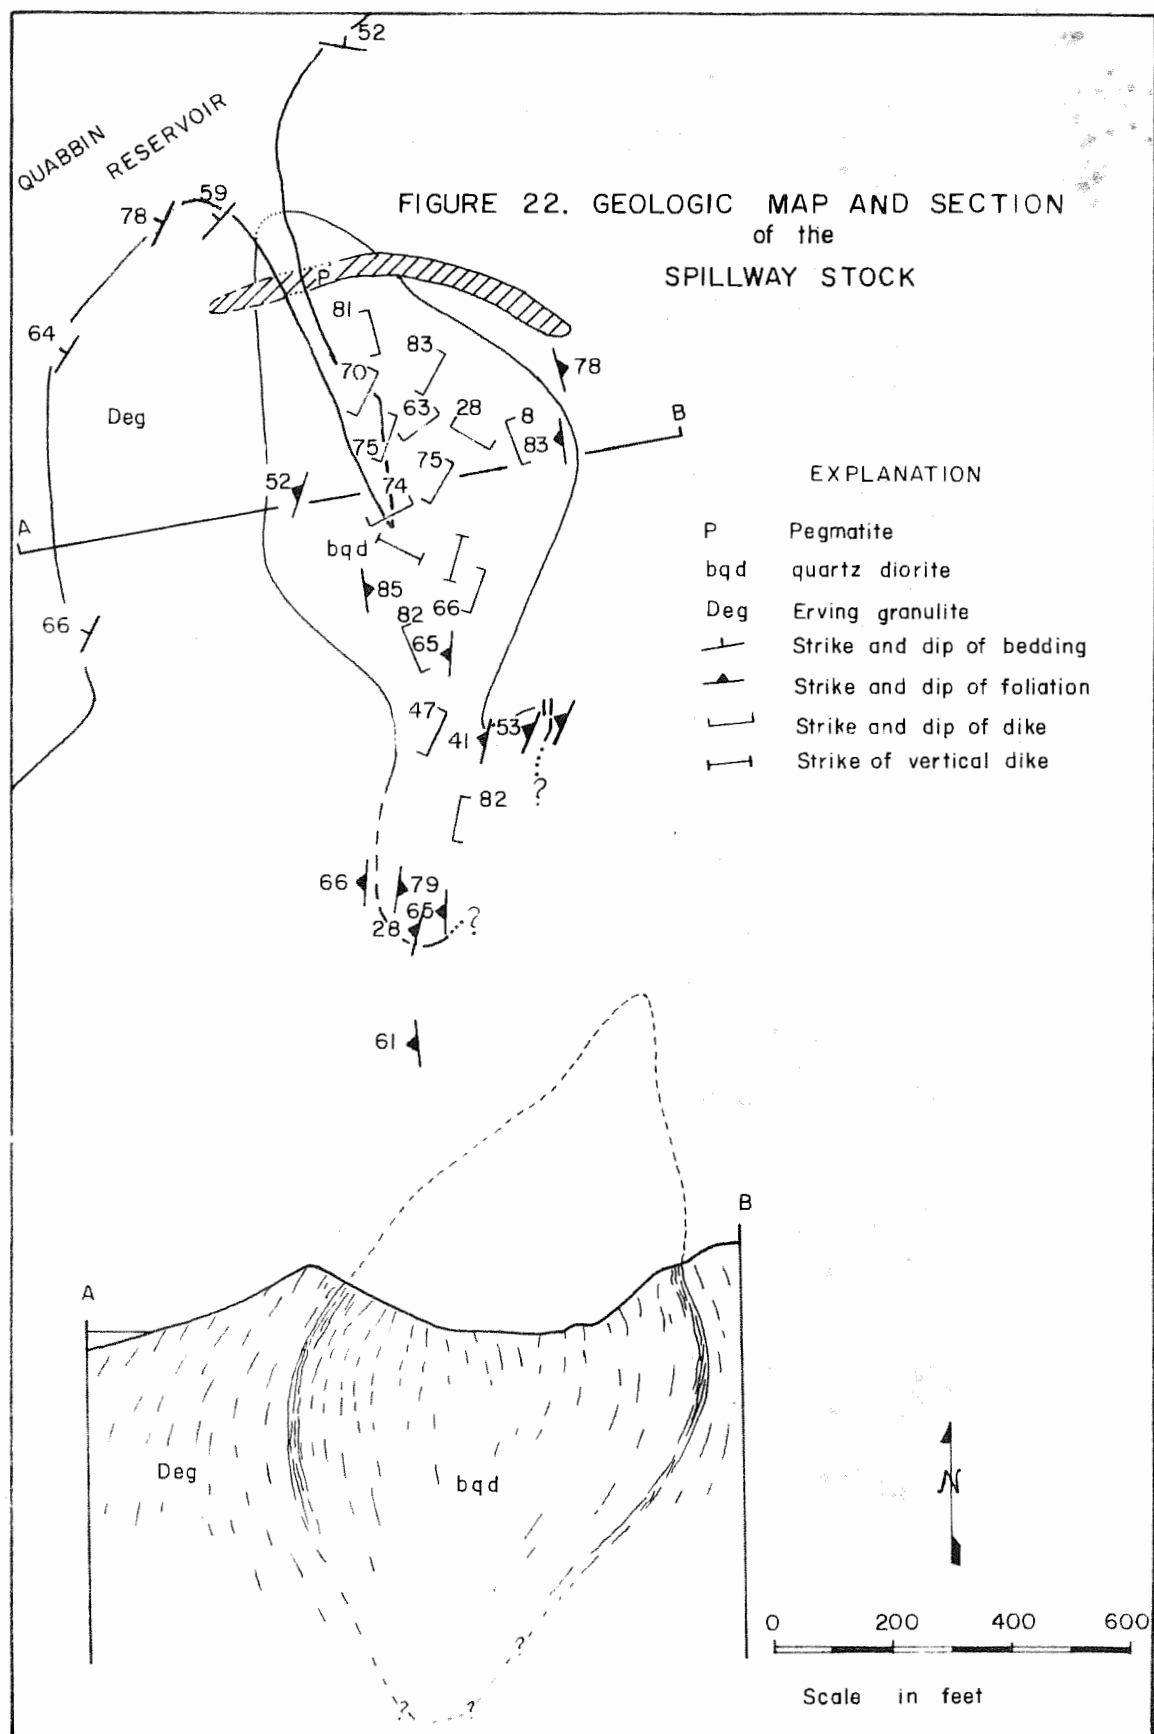 52
QUABBIN
RESERVOIR
78
59
FIGURE 22. GEOLOGIC MAP AND SECTION
of the
SPILLWAY STOCK
P
81
64
83
70
78
Deg
63
28
8
B
75
83
75
52
74
EXPLANATION
A
P Pegmatite
bqd
bqd quartz diorite
85
Deg Erving granulite
82
66
66
65
Strike and dip of bedding
Strike and dip of foliation
47
53
41
Strike and dip of dike
Strike of vertical dike
?
82
66
79
65
?
28
61
B
A
Deg
bqd
N
?
?
?
0 200 400 600
Scale in feet